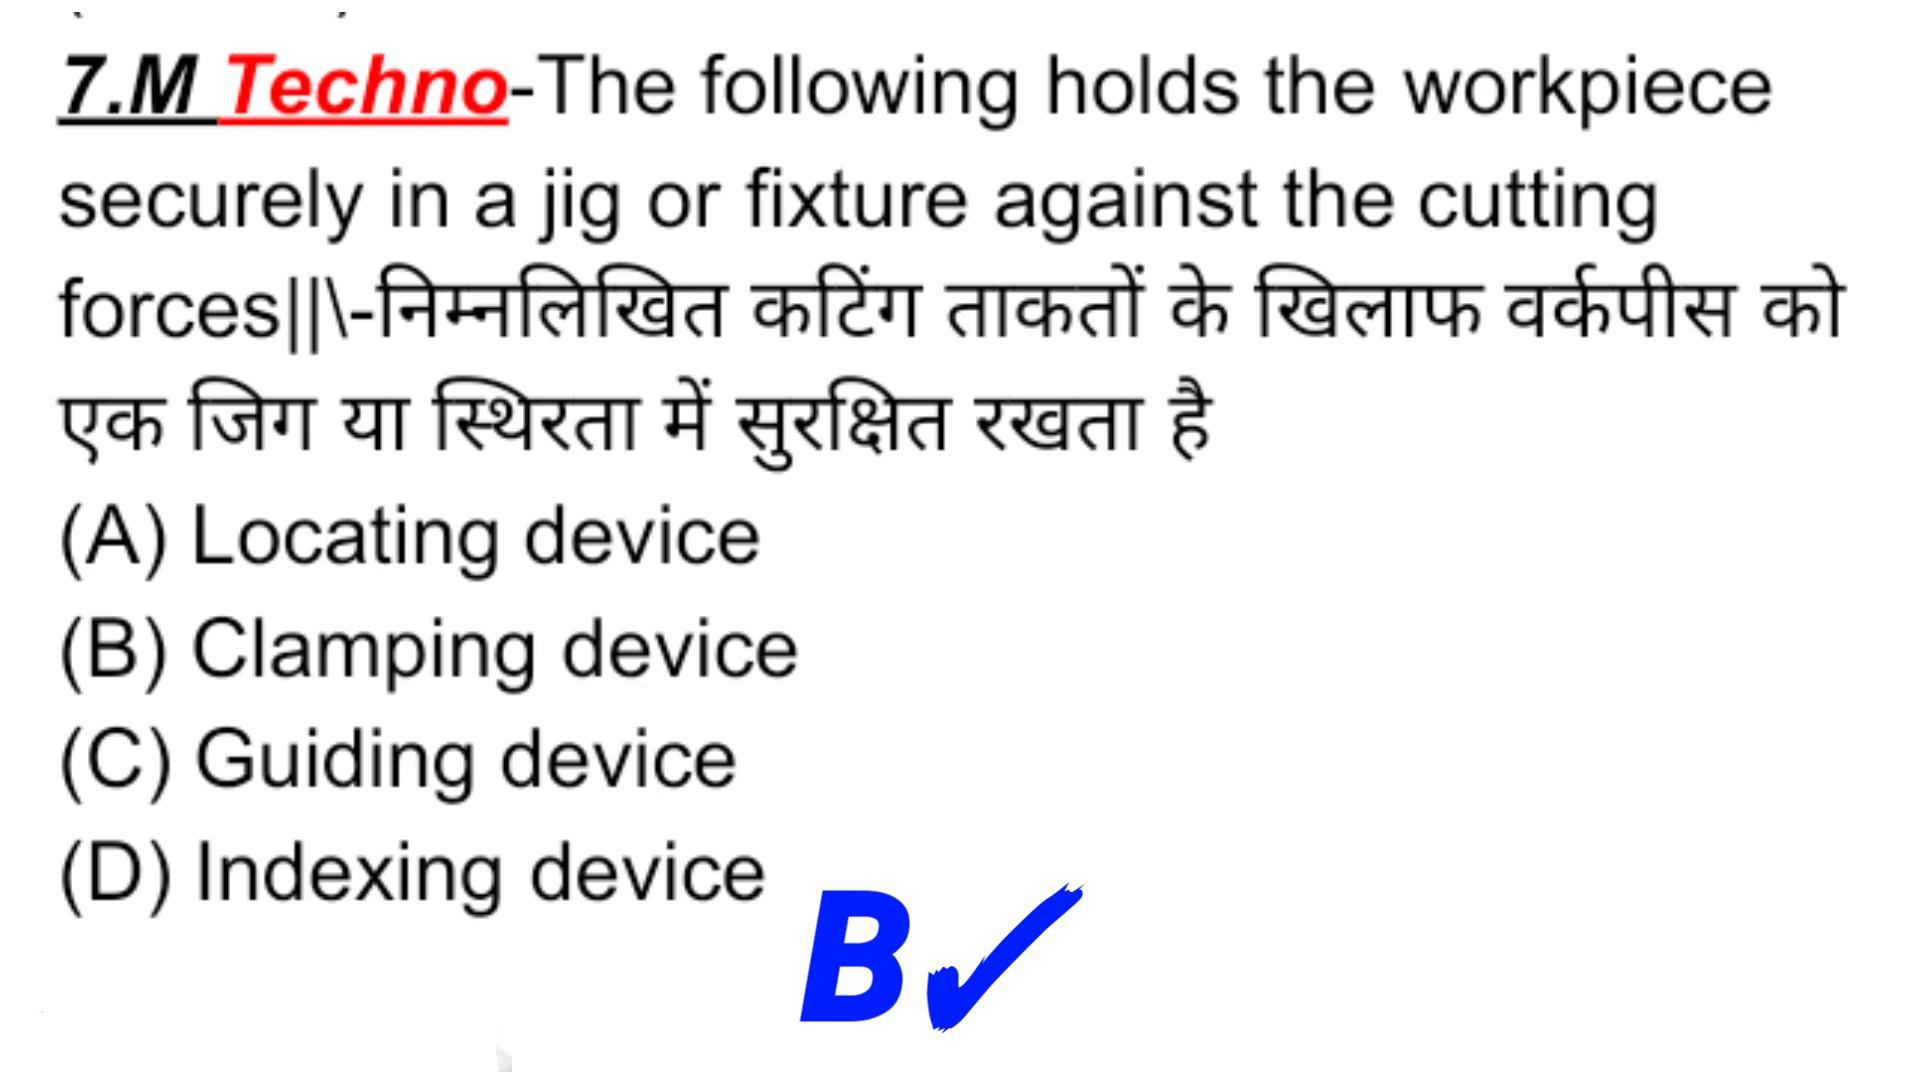 7.M Techno-The following holds the workpiece
securely in a jig or fixture against the cutting
forces||\-निम्नलिखित कटिंग ताकतों के खिलाफ वर्कपीस को
एक जिग या स्थिरता में सुरक्षित रखता है
(A) Locating device
(B) Clamping device
(C) Guiding device
(D) Indexing device
B✓